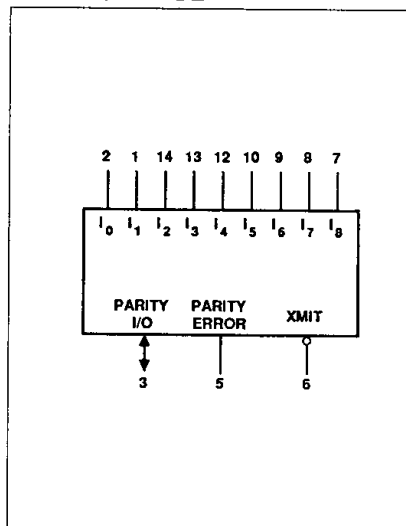 2 1 14 13 12 10 9 8 7
I0 I1 I2 I3 I4 I5 I6 I7 I8
PARITY I/O PARITY ERROR XMIT
3 5 6